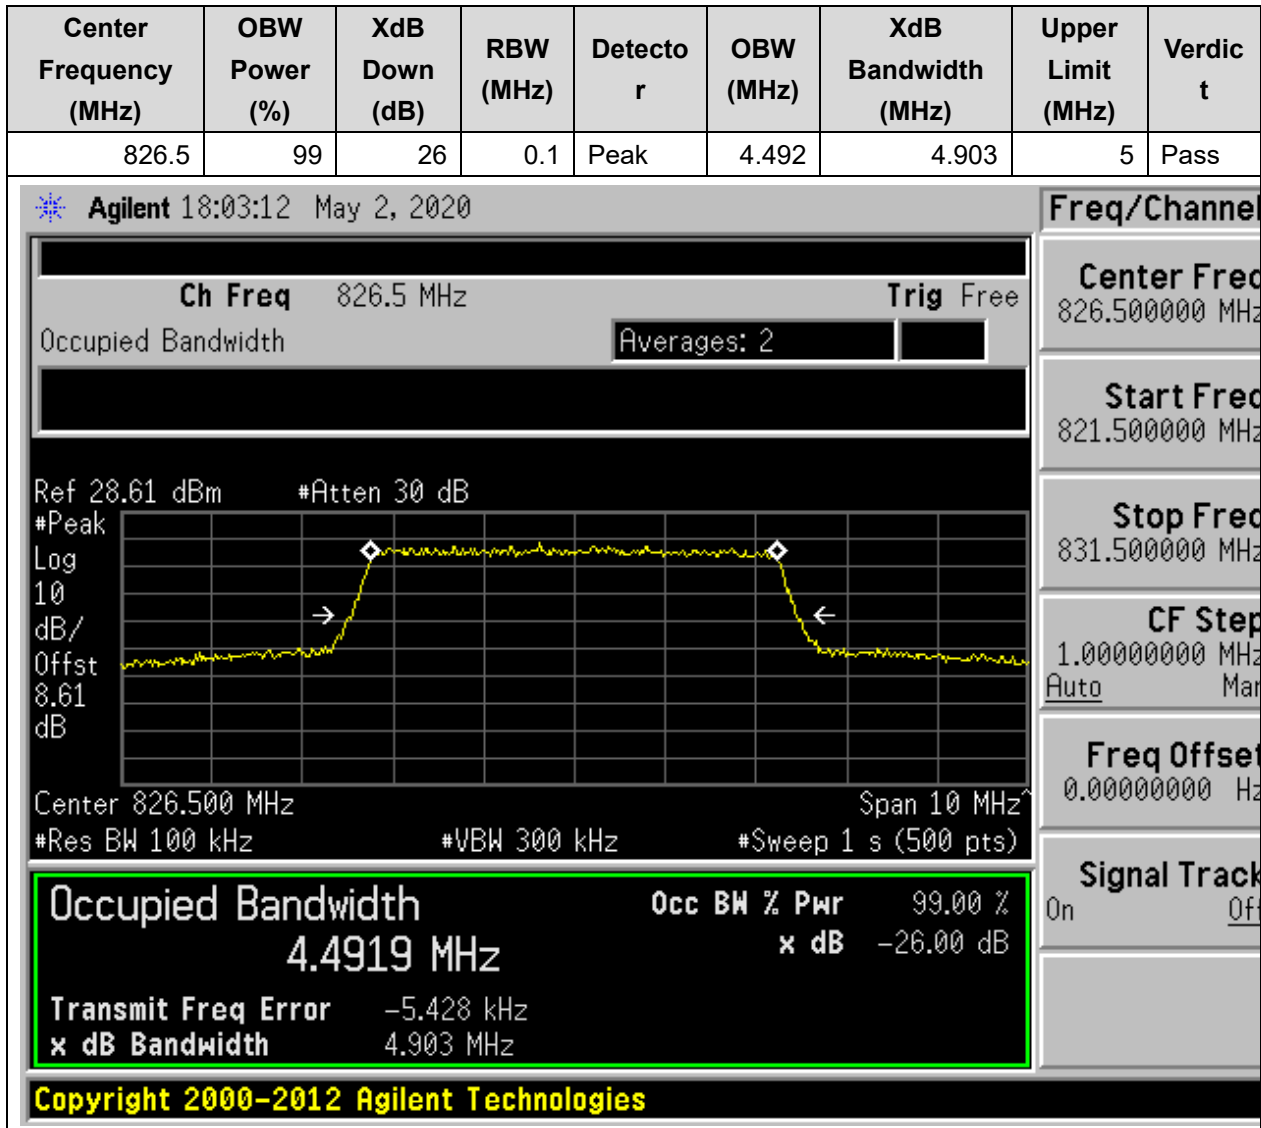 Center Frequency (MHz) OBW Power (%) XdB Down (dB) RBW (MHz) Detecto r OBW (MHz) XdB Bandwidth (MHz) Upper Limit (MHz) Verdic t
826.5 99 26 0.1 Peak 4.492 4.903 5 Pass
Agilent 18:03:12 May 2, 2020
Freq/Channel
Ch Freq 826.5 MHz Trig Free
Occupied Bandwidth Averages: 2
Center Freq
826.500000 MHz
Start Freq
821.500000 MHz
Stop Freq
831.500000 MHz
CF Step
1.00000000 MHz
Auto Man
Freq Offset
0.00000000 Hz
Signal Track
On Off
Ref 28.61 dBm #Atten 30 dB
#Peak
Log
10
dB/
Offst
8.61
dB
Center 826.500 MHz Span 10 MHz^
#Res BW 100 kHz #VBW 300 kHz #Sweep 1 s (500 pts)
Occupied Bandwidth Occ BW % Pwr 99.00 %
4.4919 MHz x dB -26.00 dB
Transmit Freq Error -5.428 kHz
x dB Bandwidth 4.903 MHz
Copyright 2000-2012 Agilent Technologies